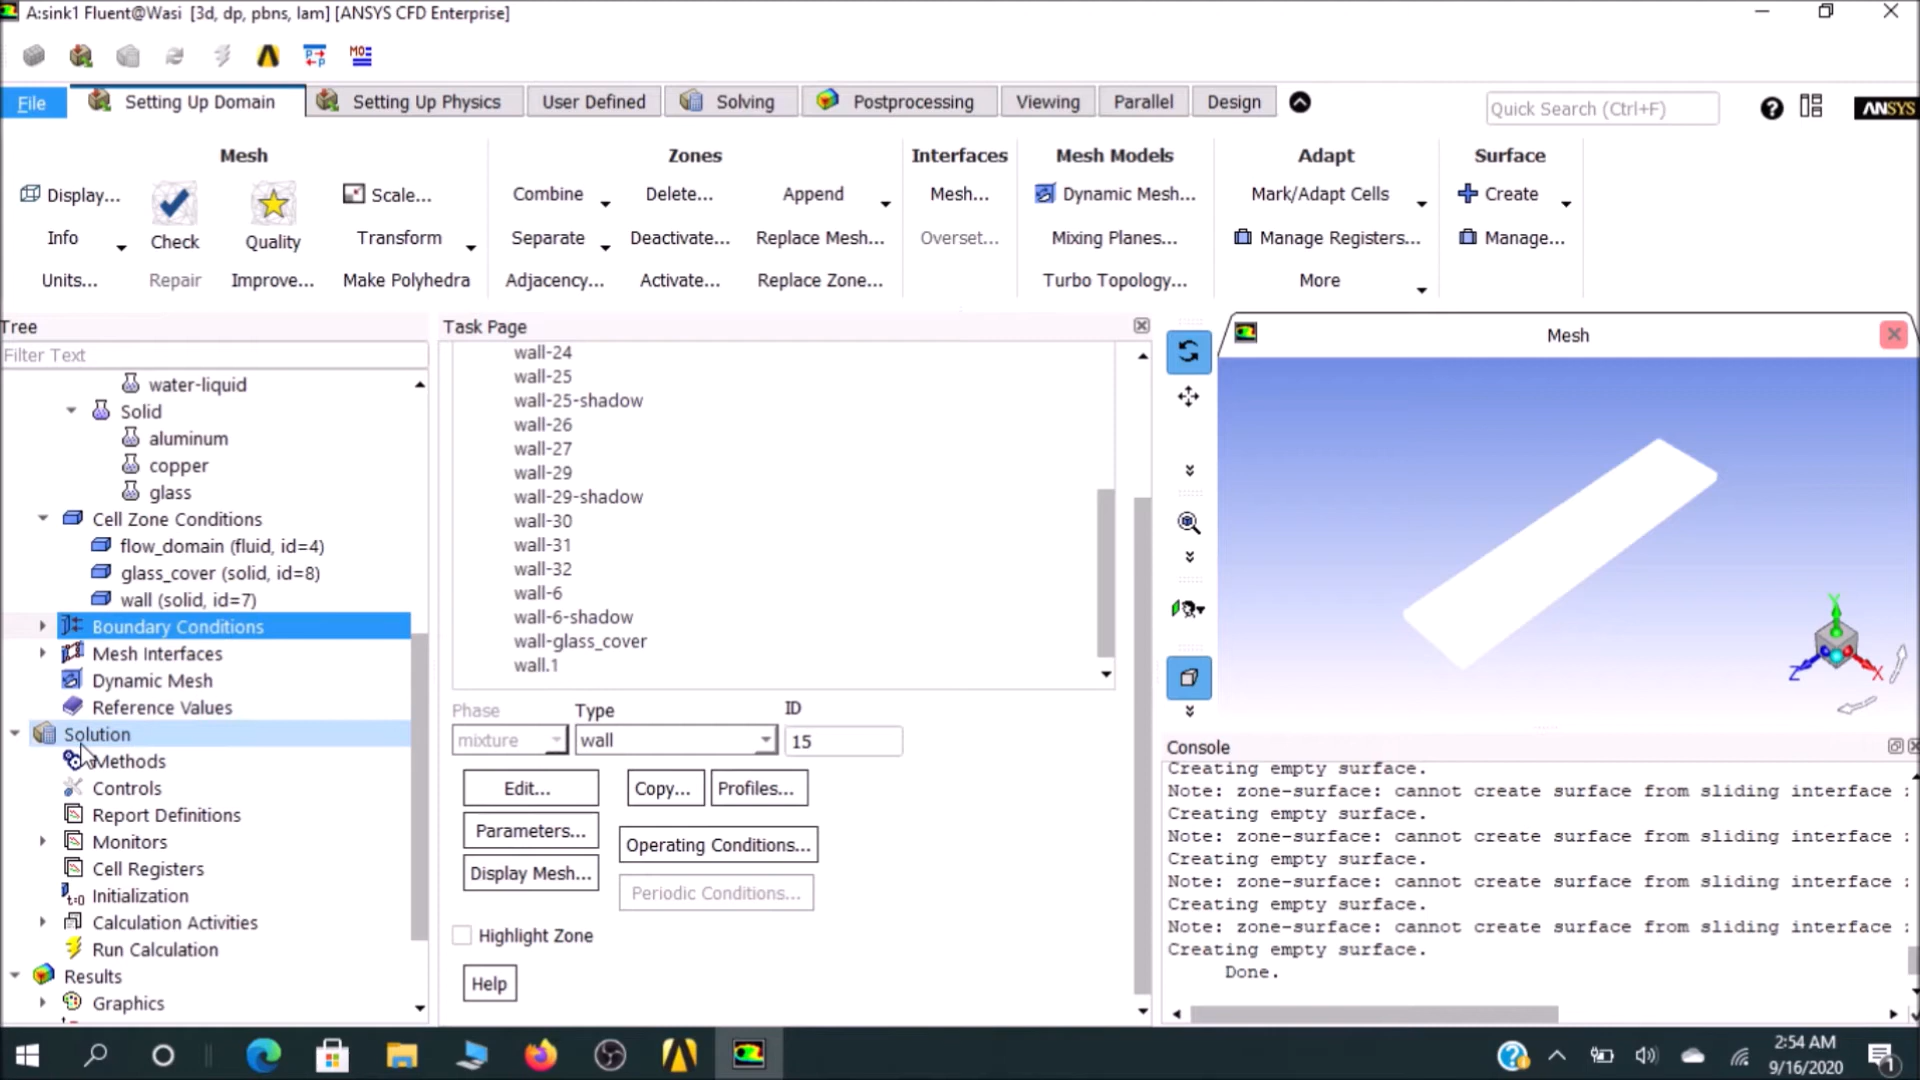 A:sink1 Fluent@Wasi [3d, dp, pbns, lam] [ANSYS CFD Enterprise]
File
Setting Up Domain
Setting Up Physics
User Defined
Solving
Postprocessing
Viewing
Parallel
Design
Quick Search (Ctrl+F)
ANSYS
Mesh
Zones
Interfaces
Mesh Models
Adapt
Surface
Display...
Check
Quality
Scale...
Combine
Delete...
Append
Mesh...
Dynamic Mesh...
Mark/Adapt Cells
Create
Info
Transform
Separate
Deactivate...
Replace Mesh...
Overset...
Mixing Planes...
Manage Registers...
Manage...
Units...
Repair
Improve...
Make Polyhedra
Adjacency...
Activate...
Replace Zone...
Turbo Topology...
More
Tree
Filter Text
water-liquid
Solid
aluminum
copper
glass
Cell Zone Conditions
flow_domain (fluid, id=4)
glass_cover (solid, id=8)
wall (solid, id=7)
Boundary Conditions
Mesh Interfaces
Dynamic Mesh
Reference Values
Solution
Methods
Controls
Report Definitions
Monitors
Cell Registers
Initialization
Calculation Activities
Run Calculation
Results
Graphics
Task Page
wall-24
wall-25
wall-25-shadow
wall-26
wall-27
wall-29
wall-29-shadow
wall-30
wall-31
wall-32
wall-6
wall-6-shadow
wall-glass_cover
wall.1
Phase
Type
ID
mixture
wall
15
Edit...
Copy...
Profiles...
Parameters...
Operating Conditions...
Display Mesh...
Periodic Conditions...
Highlight Zone
Help
Mesh
Y
Z
X
Console
Creating empty surface.
Note: zone-surface: cannot create surface from sliding interface
Creating empty surface.
Note: zone-surface: cannot create surface from sliding interface
Creating empty surface.
Note: zone-surface: cannot create surface from sliding interface
Creating empty surface.
Note: zone-surface: cannot create surface from sliding interface
Creating empty surface.
Done.
2:54 AM
9/16/2020
1